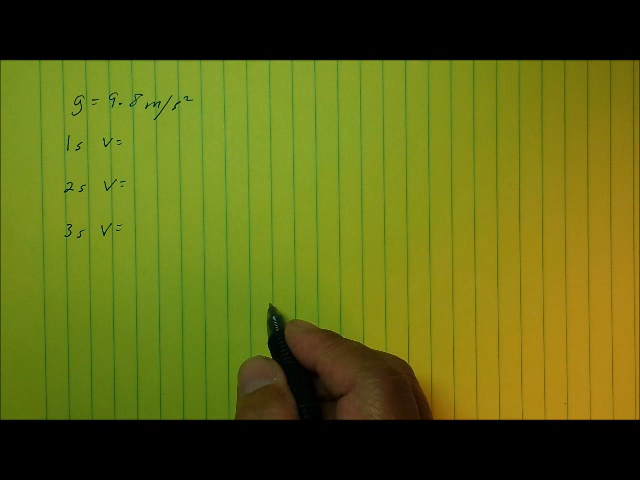 g = 9.8 m/s²
1s v=
2s v=
3s v=